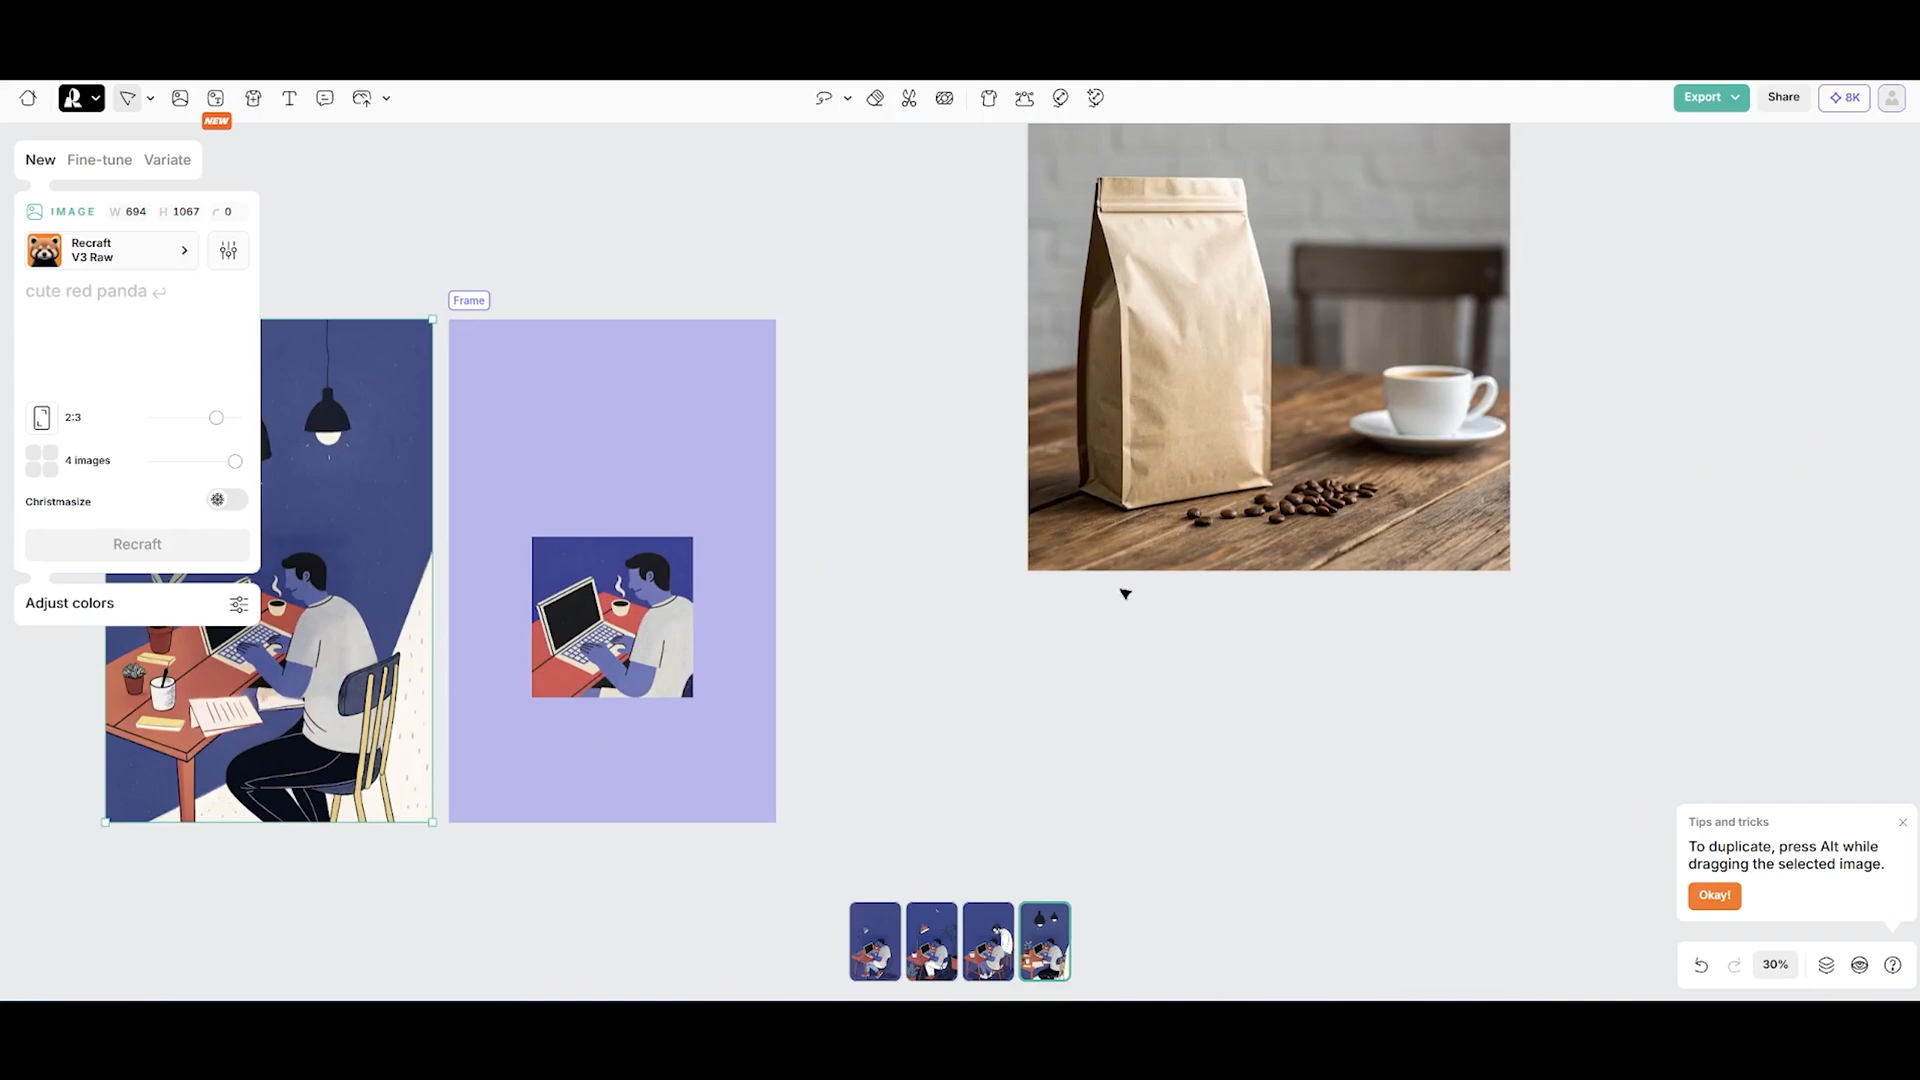 Export
Share
8K
NEW
New Fine-tune Variate
IMAGE W 694 H 1067 0
Recraft
V3 Raw
cute red panda
Frame
2:3
4 images
Christmasize
Recraft
Adjust colors
Tips and tricks
To duplicate, press Alt while
dragging the selected image.
Okay!
30%